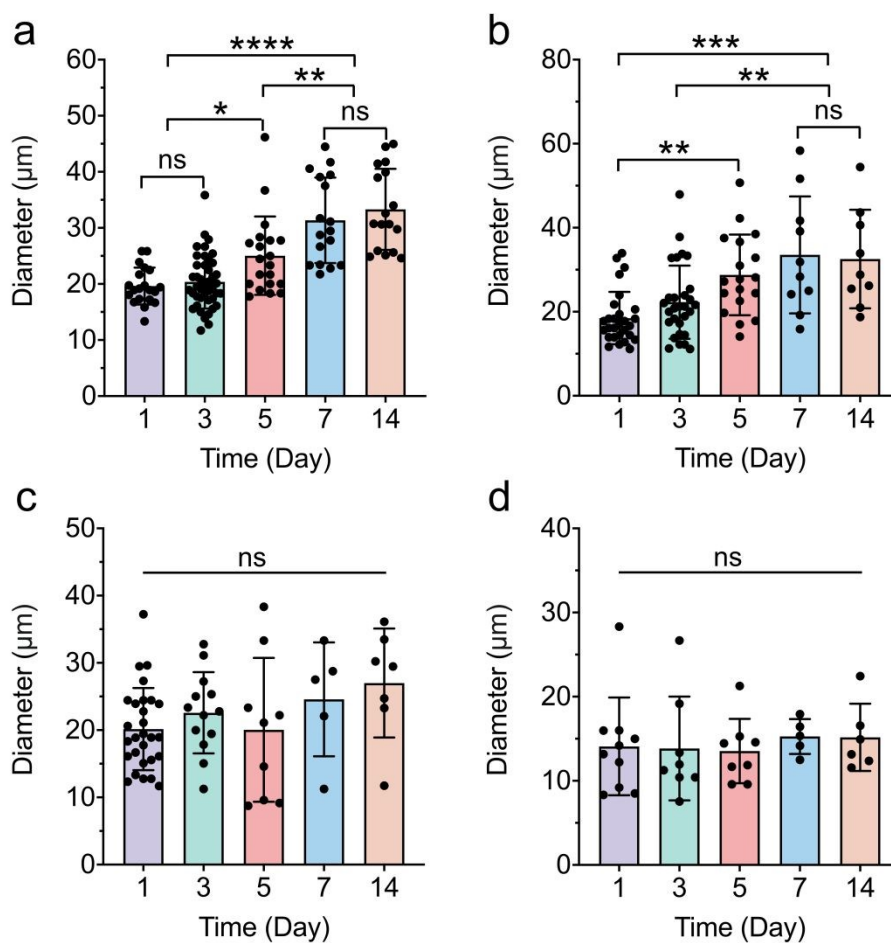 a
60
50
40
30
20
10
0
Diameter (μm)
****
**
*
ns
ns
1 3 5 7 14
Time (Day)
b
80
60
40
20
0
Diameter (μm)
***
**
ns
**
1 3 5 7 14
Time (Day)
c
50
40
30
20
10
0
Diameter (μm)
ns
1 3 5 7 14
Time (Day)
d
40
30
20
10
0
Diameter (μm)
ns
1 3 5 7 14
Time (Day)